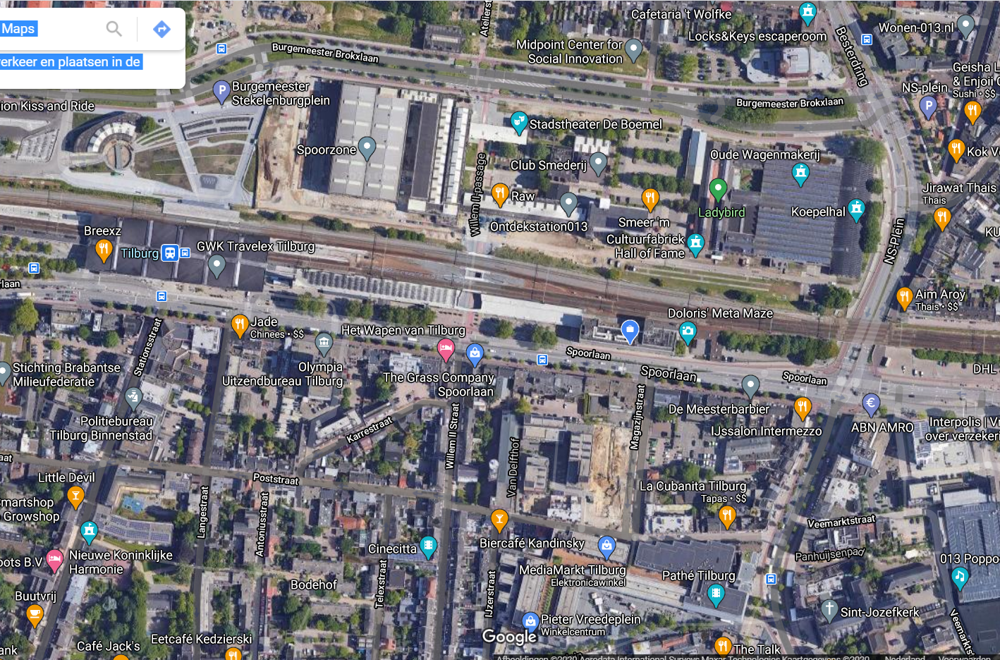 Maps
verkeer en plaatsen in de
Atelierst
Cafetaria 't Wolfke
Locks&Keys escaperoom
Wonen-013.nl
Besterdring
Burgemeester Brokxlaan
Midpoint Center for
Social Innovation
Geisha L
& Enjoii
Sushi • $$
NS-plein
Burgemeester
Stekelenburgplein
ion Kiss and Ride
Burgemeester Brokxlaan
Stadstheater De Boemel
Spoorzone
Club Smederij
Oude Wagenmakerij
Kok V
Willem II-passage
Raw
Ontdekstation013
Smeer 'm
Ladybird
Koepelhal
Jirawat Thais
Thais
NS-Plein
KU
Cultuurfabriek
Hall of Fame
Breexz
Tilburg
GWK Travelex Tilburg
rlaan
Aim Aroy
Thais • $$
Doloris' Meta Maze
Jade
Chinees • $$
Het Wapen van Tilburg
Stationsstraat
Spoorlaan
Spoorlaan
Spoorlaan
DHL
Stichting Brabantse
Milieufederatie
Olympia
Uitzendbureau Tilburg
The Grass Company
Spoorlaan
De Meesterbarbier
IJssalon Intermezzo
ABN AMRO
Interpolis | Vr
over verzeker
Politiebureau
Tilburg Binnenstad
Karrestraat
Willem II Straat
Magazijnstraat
Van Delfthof
aat
Poststraat
Little Devil
Smartshop
Growshop
Langestraat
Antoniusstraat
La Cubanita Tilburg
Tapas • $$
Veemarktstraat
Panhuijsenpad
Biercafé Kandinsky
Cinecitta
Nieuwe Koninklijke
Harmonie
oots B.V
MediaMarkt Tilburg
Elektronicawinkel
Pathé Tilburg
013 Poppo
Bodehof
Telexstraat
IJzerstraat
Buutvrij
Sint-Jozefkerk
Veemarkts
Pieter Vreedeplein
Winkelcentrum
Google
Eetcafé Kedzierski
Café Jack's
ank
The Talk
Afbeeldingen ©2020 Aerodata International Surveys Maxar Technologies Kaartgegevens ©2020 Nederland Voorwaarden